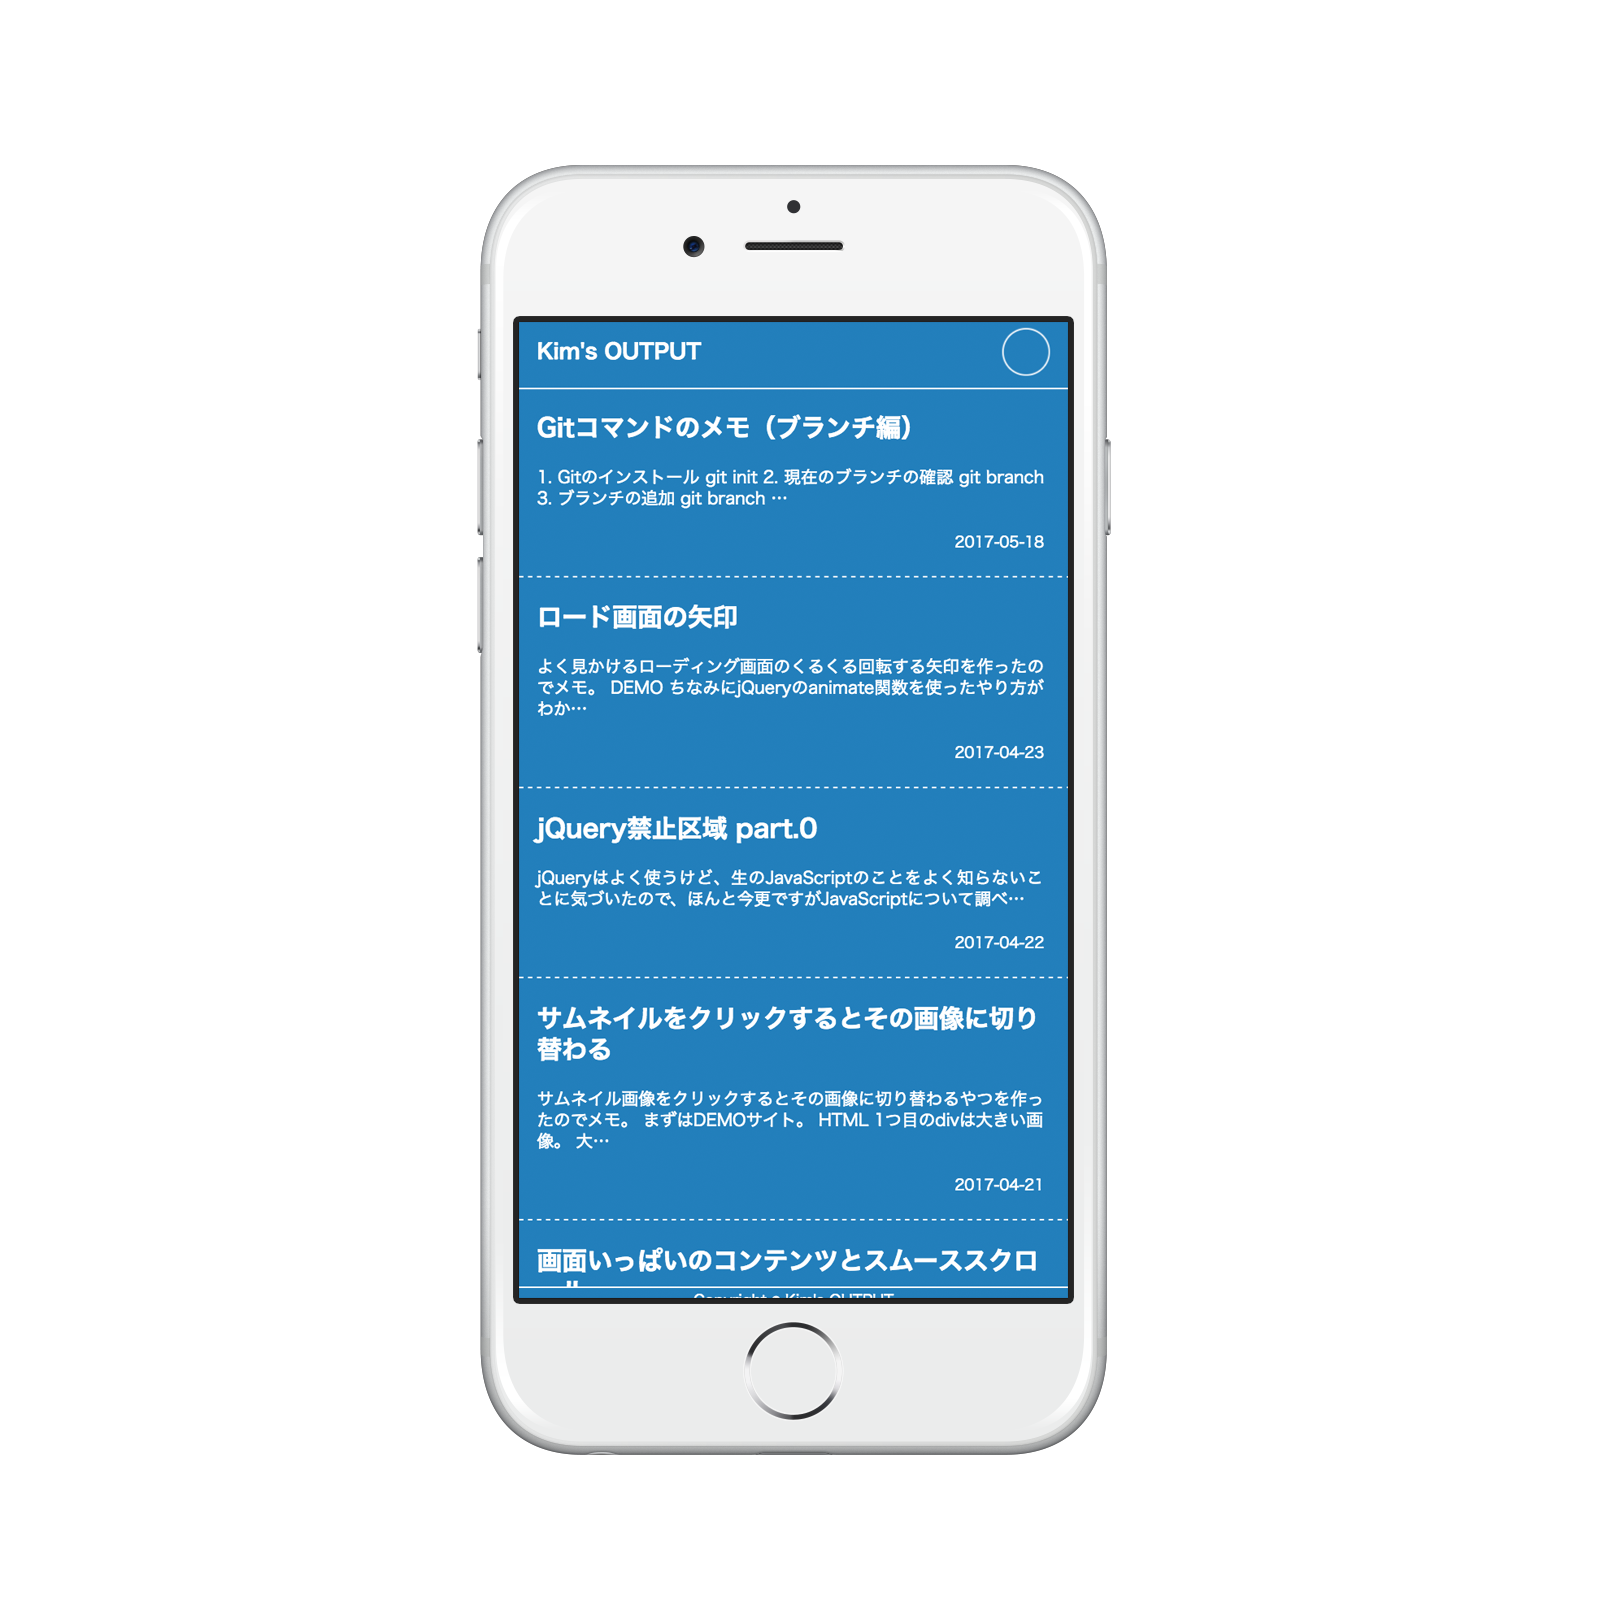 Kim's OUTPUT
Gitコマンドのメモ（ブランチ編）
1. Gitのインストール git init 2. 現在のブランチの確認 git branch
3. ブランチの追加 git branch …
2017-05-18
ロード画面の矢印
よく見かけるローディング画面のくるくる回転する矢印を作ったの
でメモ。 DEMO ちなみにjQueryのanimate関数を使ったやり方が
わか…
2017-04-23
jQuery禁止区域 part.0
jQueryはよく使うけど、生のJavaScriptのことをよく知らないこ
とに気づいたので、ほんと今更ですがJavaScriptについて調べ…
2017-04-22
サムネイルをクリックするとその画像に切り
替わる
サムネイル画像をクリックするとその画像に切り替わるやつを作っ
たのでメモ。 まずはDEMOサイト。 HTML 1つ目のdivは大きい画
像。 大…
2017-04-21
画面いっぱいのコンテンツとスムーススクロ
Copyright © Kim's OUTPUT